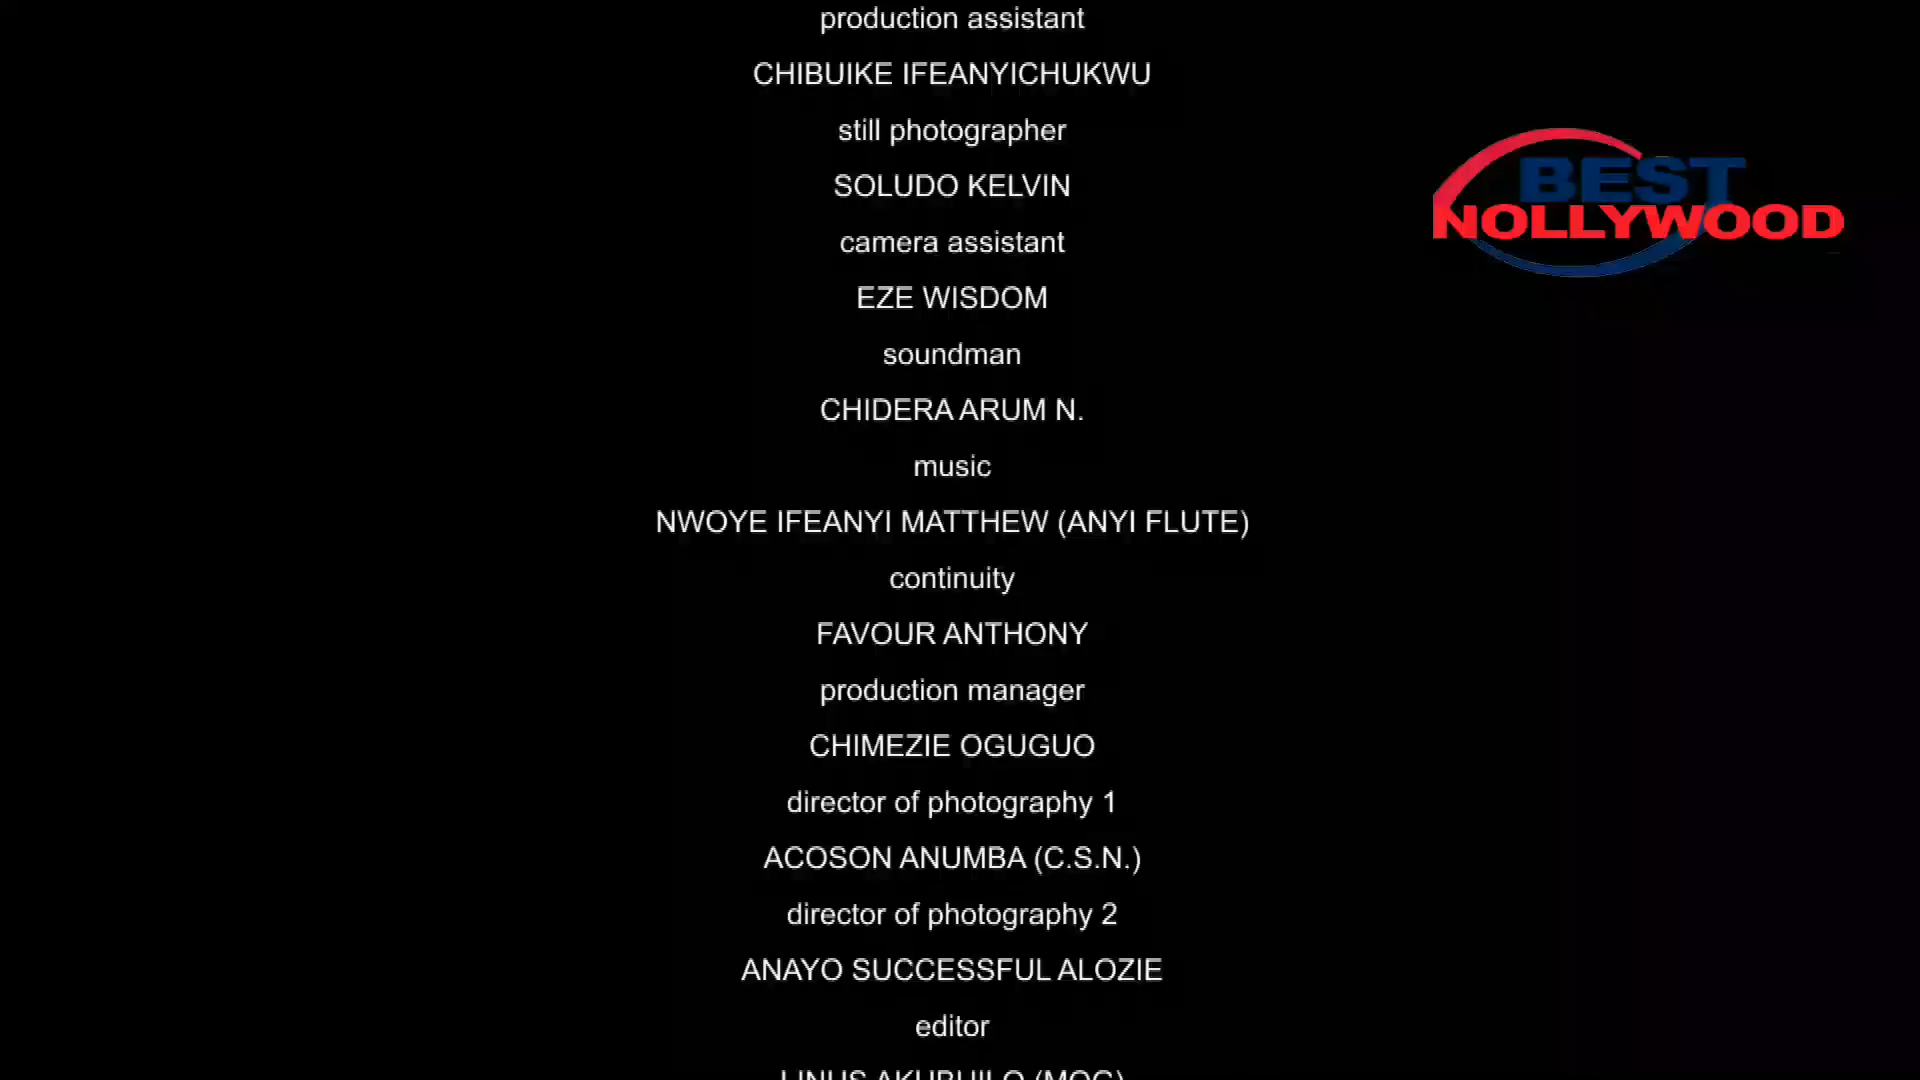 production assistant
CHIBUIKE IFEANYICHUKWU
still photographer
SOLUDO KELVIN
camera assistant
EZE WISDOM
soundman
CHIDERA ARUM N.
music
NWOYE IFEANYI MATTHEW (ANYI FLUTE)
continuity
FAVOUR ANTHONY
production manager
CHIMEZIE OGUGUO
director of photography 1
ACOSON ANUMBA (C.S.N.)
director of photography 2
ANAYO SUCCESSFUL ALOZIE
editor
LINUS
BEST
NOLLYWOOD